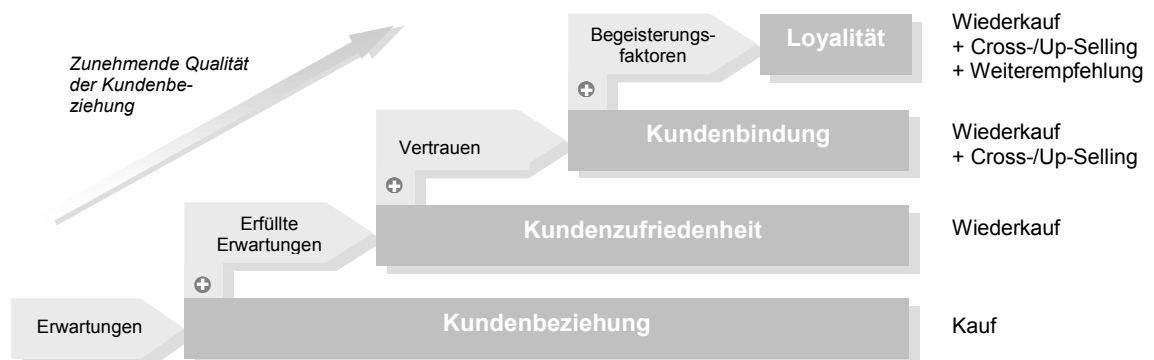 Zunehmende Qualität
der Kundenbe-
ziehung
Begeisterungs-
faktoren
Loyalität
Wiederkauf
+ Cross-/Up-Selling
+ Weiterempfehlung
Vertrauen
Kundenbindung
Wiederkauf
+ Cross-/Up-Selling
Erfüllte
Erwartungen
Kundenzufriedenheit
Wiederkauf
Erwartungen
Kundenbeziehung
Kauf